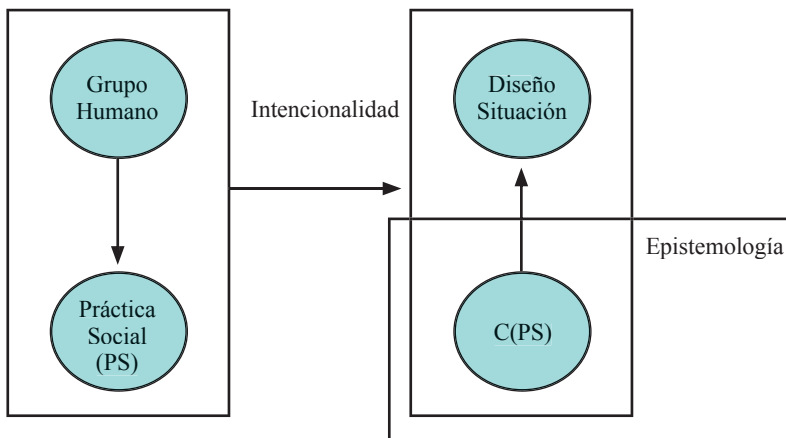 Grupo
Humano
Intencionalidad
Diseño
Situación
Epistemología
Práctica
Social
(PS)
C(PS)